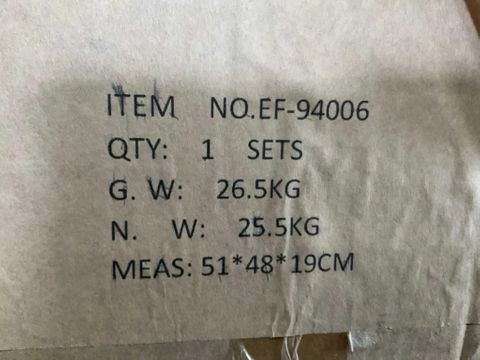 ITEM NO.EF-94006
QTY: 1 SETS
G. W: 26.5KG
N. W: 25.5KG
MEAS: 51*48*19CM